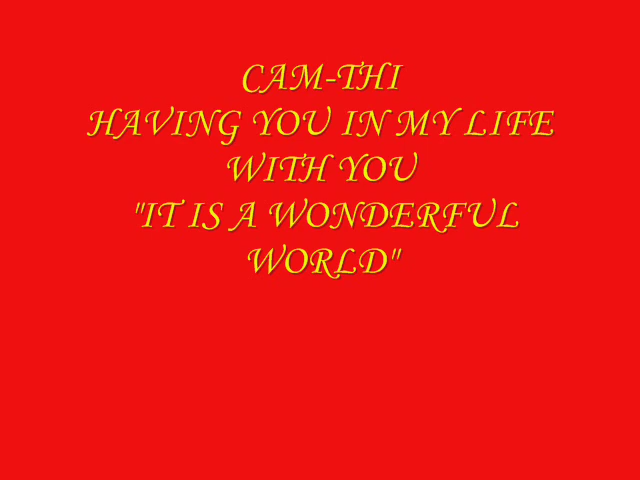 CAM-THI
HAVING YOU IN MY LIFE
WITH YOU
"IT IS A WONDERFUL
WORLD"